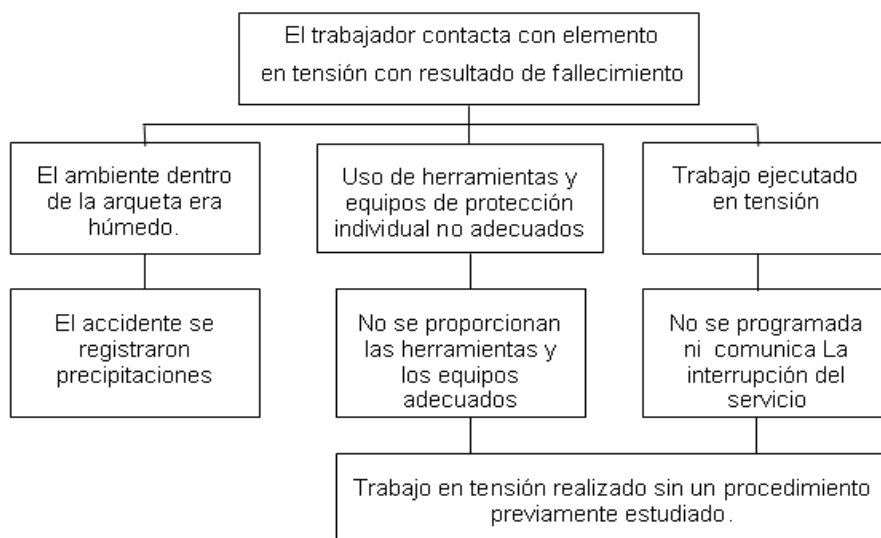 El trabajador contacta con elemento
en tensión con resultado de fallecimiento
El ambiente dentro
de la arqueta era
húmedo.
Uso de herramientas y
equipos de protección
individual no adecuados
Trabajo ejecutado
en tensión
El accidente se
registraron
precipitaciones
No se proporcionan
las herramientas y
los equipos
adecuados
No se programada
ni comunica La
interrupción del
servicio
Trabajo en tensión realizado sin un procedimiento
previamente estudiado.